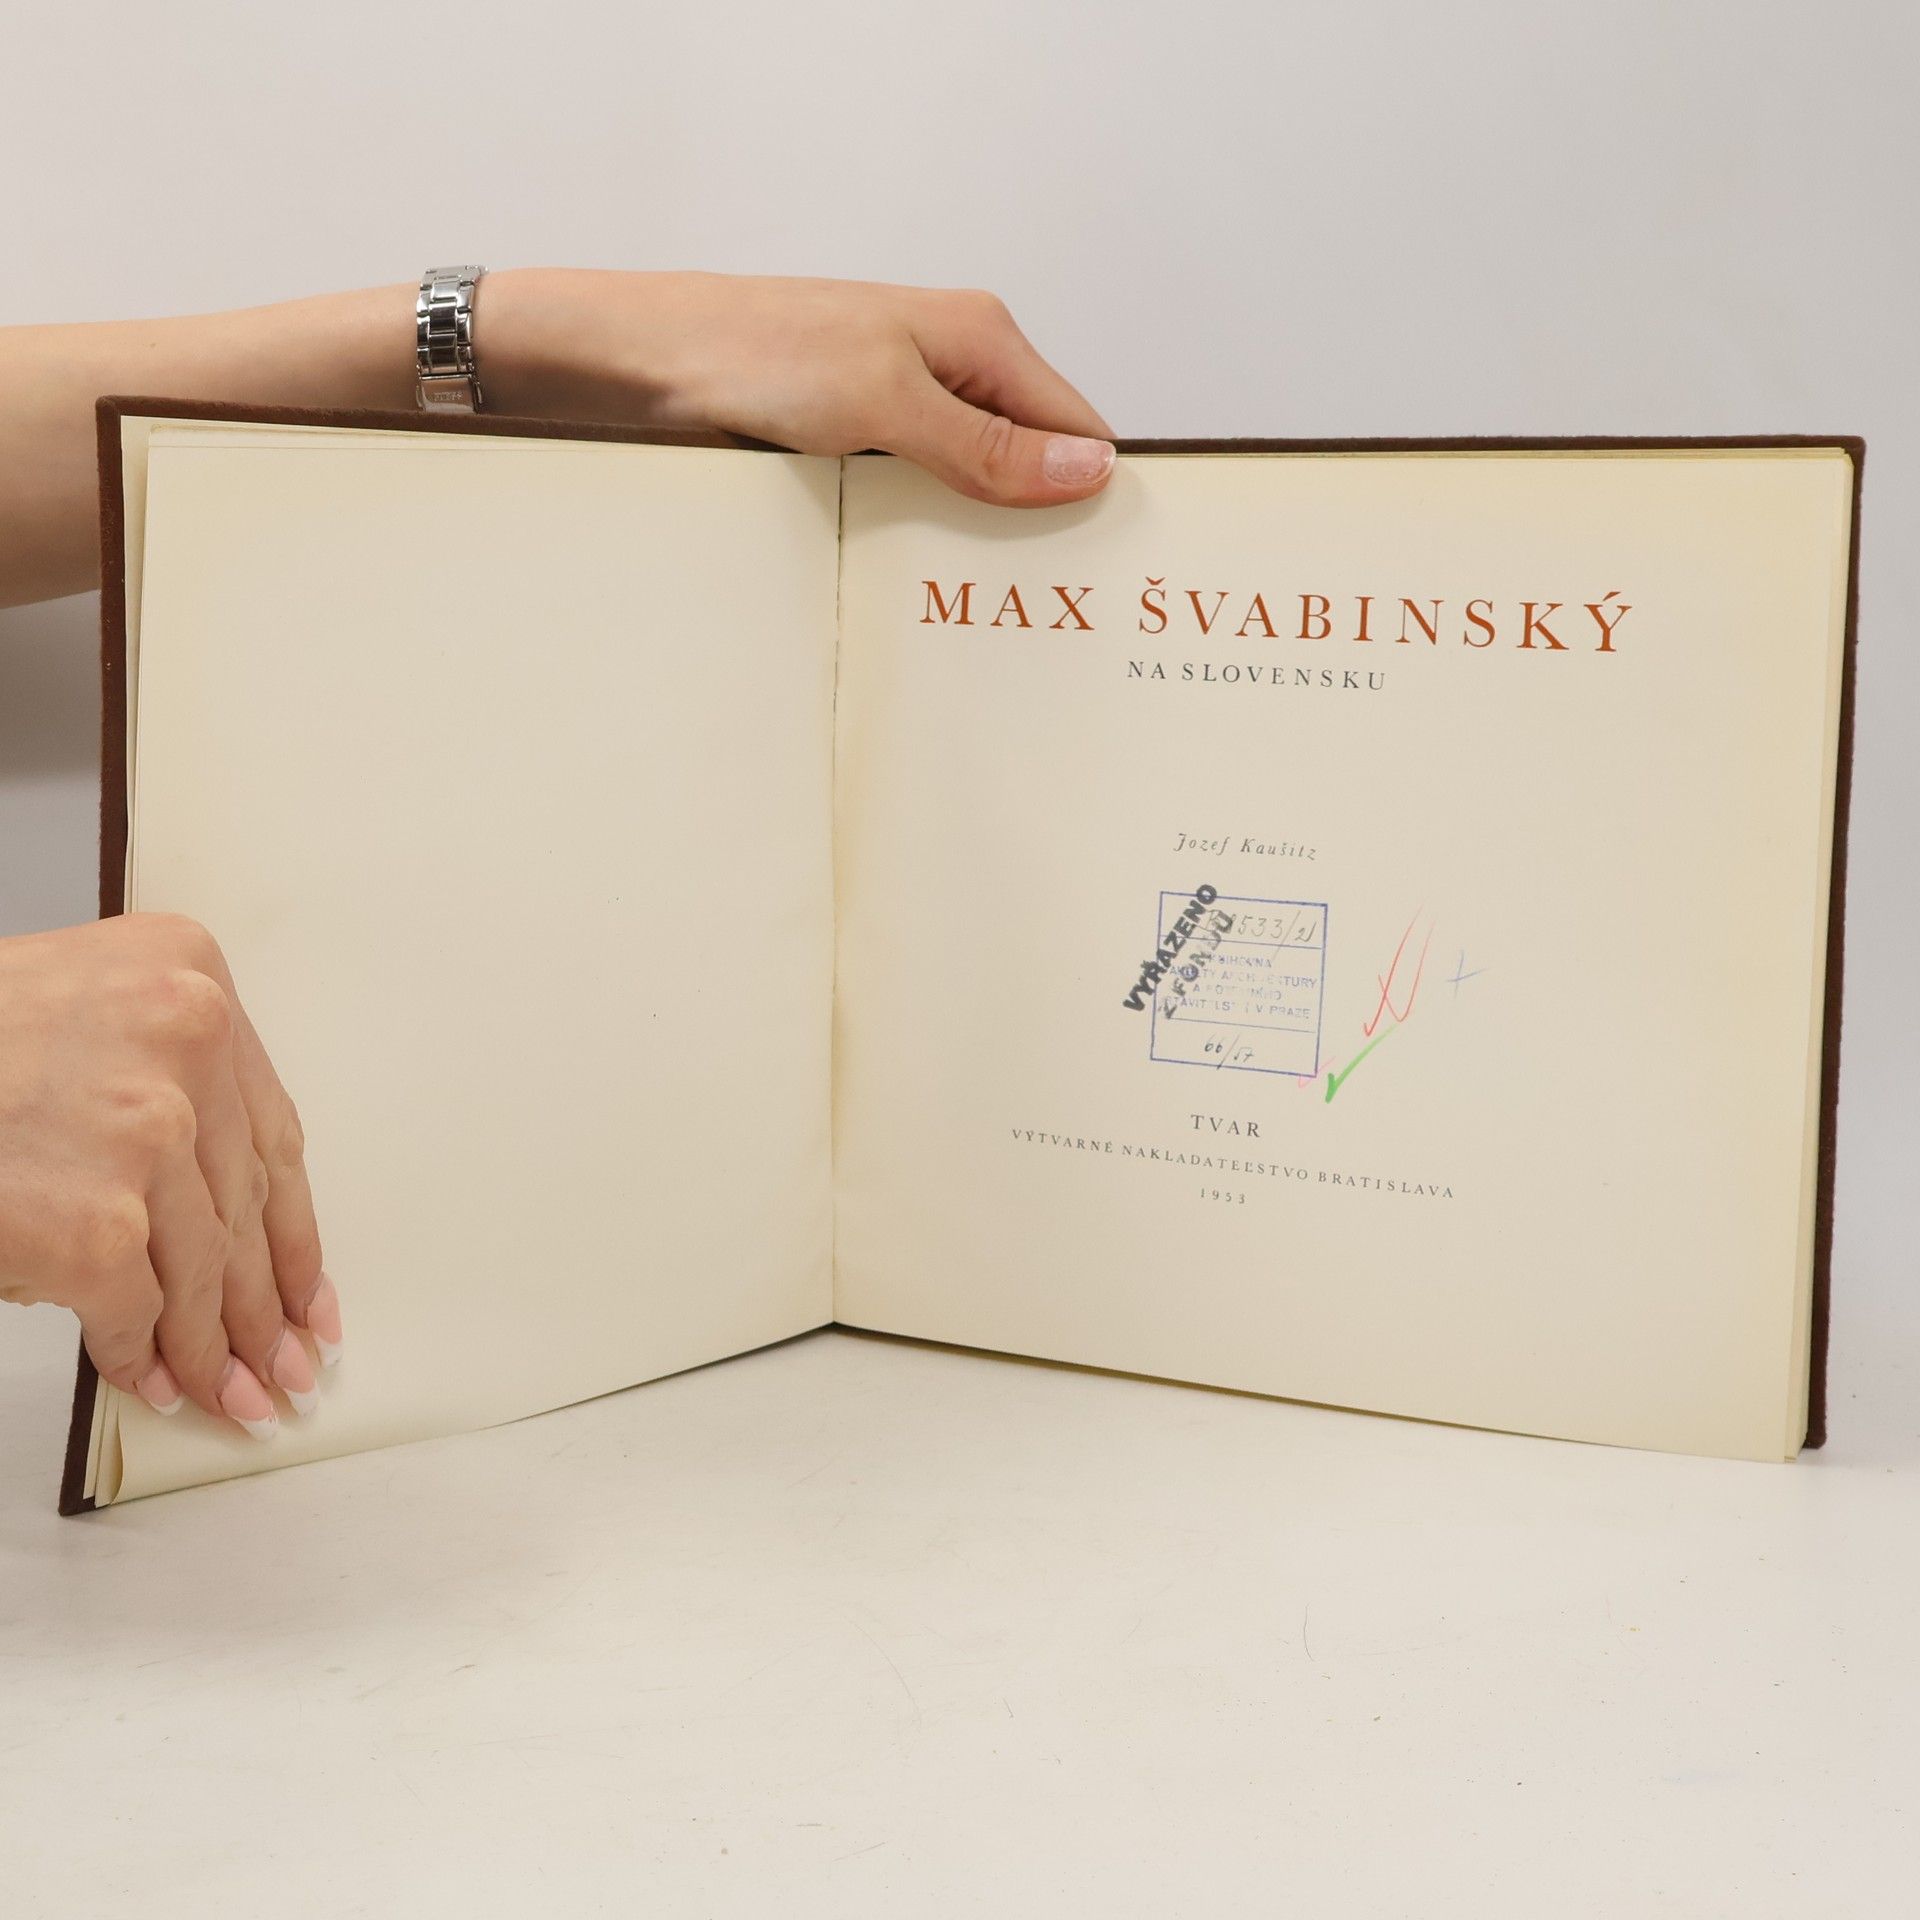 MAX ŠVABINSKÝ
NA SLOVENSKU
Jozef Kaušitz
VYŘAZENO
Z FONDU
533/21
KNIHOVNA
FAKULTY ARCHITEKTURY
A POZEMNÍHO
STAVITELSTVÍ V PRAZE
66/57
TVAR
VÝTVARNÉ NAKLADATEĽSTVO BRATISLAVA
1953